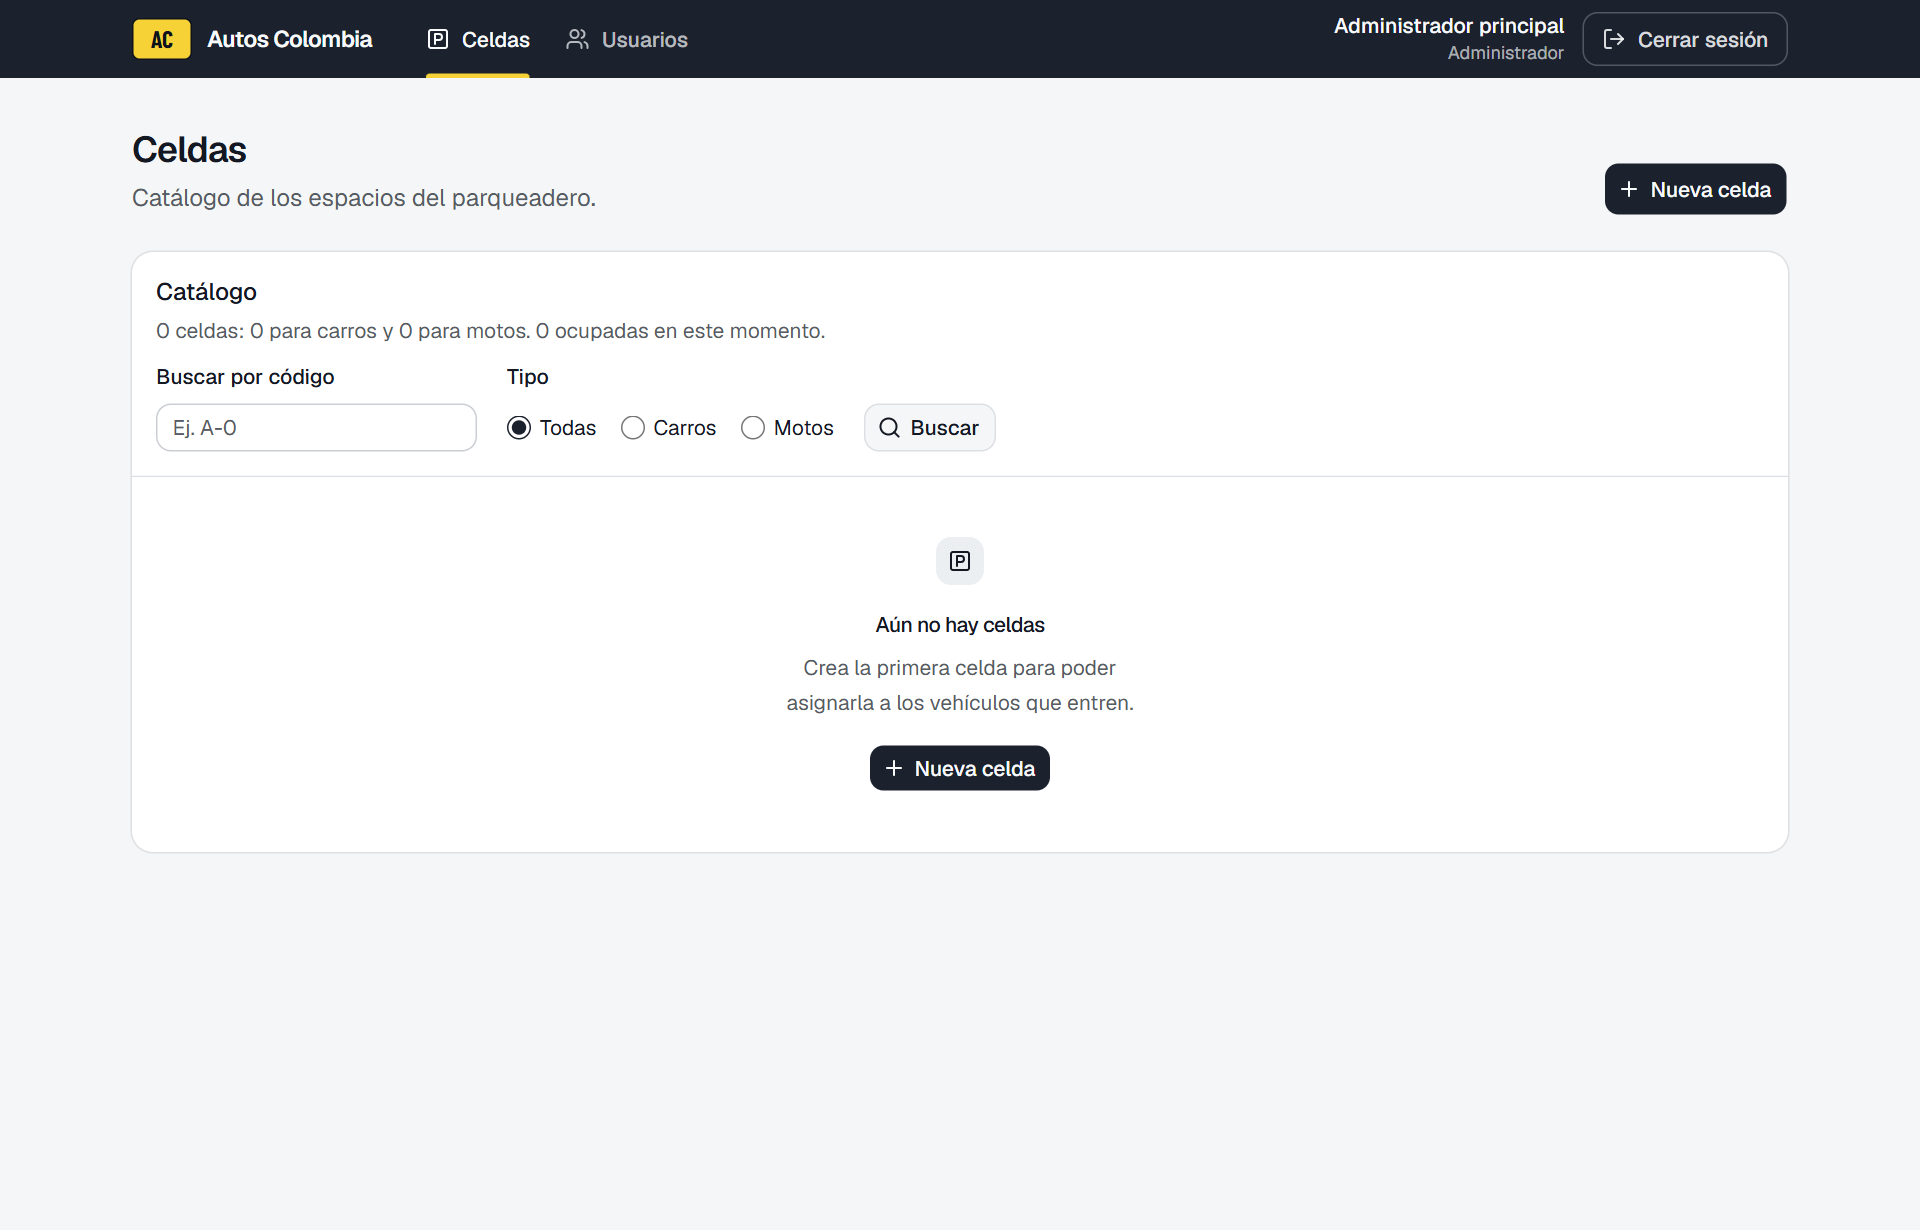 AC
Autos Colombia
Celdas
Usuarios
Administrador principal
Administrador
Cerrar sesión
Celdas
Catálogo de los espacios del parqueadero.
Nueva celda
Catálogo
0 celdas: 0 para carros y 0 para motos. 0 ocupadas en este momento.
Buscar por código
Tipo
Ej. A-0
Todas
Carros
Motos
Buscar
P
Aún no hay celdas
Crea la primera celda para poder
asignarla a los vehículos que entren.
Nueva celda